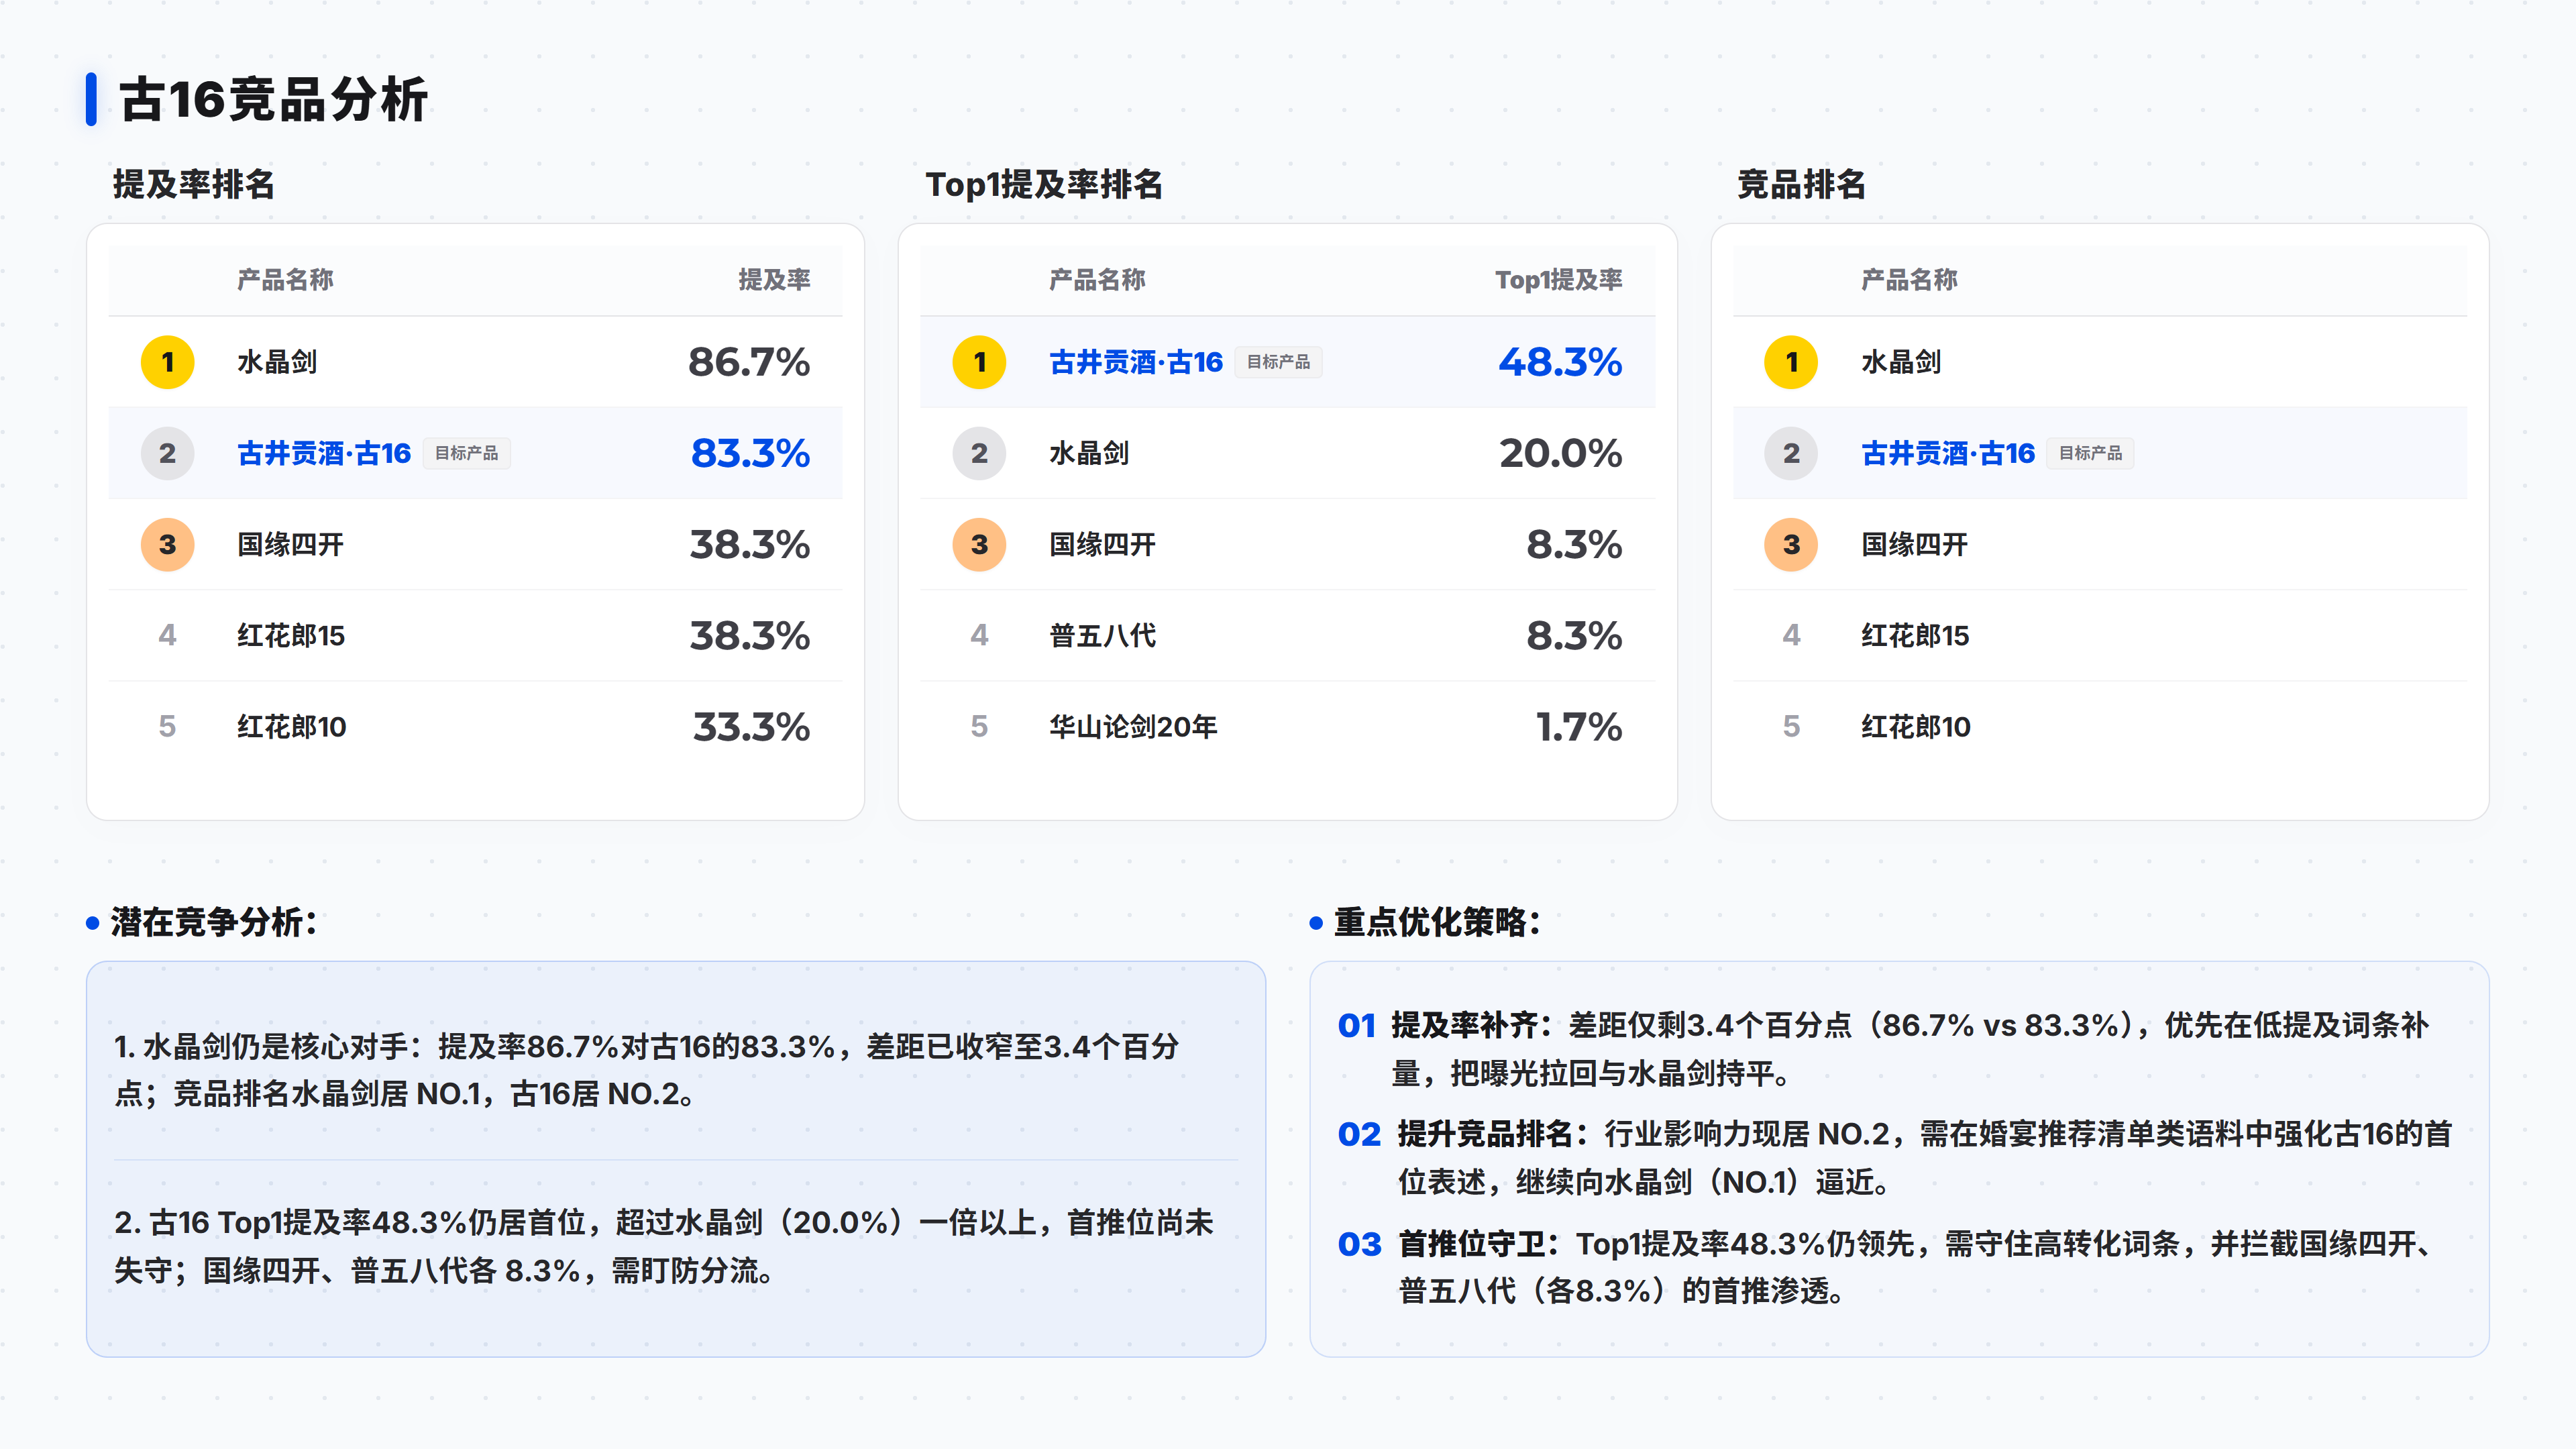 古16竞品分析
提及率排名
产品名称 提及率
1 水晶剑 86.7%
2 古井贡酒·古16 目标产品 83.3%
3 国缘四开 38.3%
4 红花郎15 38.3%
5 红花郎10 33.3%
Top1提及率排名
产品名称 Top1提及率
1 古井贡酒·古16 目标产品 48.3%
2 水晶剑 20.0%
3 国缘四开 8.3%
4 普五八代 8.3%
5 华山论剑20年 1.7%
竞品排名
产品名称
1 水晶剑
2 古井贡酒·古16 目标产品
3 国缘四开
4 红花郎15
5 红花郎10
潜在竞争分析：
1. 水晶剑仍是核心对手：提及率86.7%对古16的83.3%，差距已收窄至3.4个百分
点；竞品排名水晶剑居 NO.1，古16居 NO.2。
2. 古16 Top1提及率48.3%仍居首位，超过水晶剑（20.0%）一倍以上，首推位尚未
失守；国缘四开、普五八代各 8.3%，需盯防分流。
重点优化策略：
01 提及率补齐：差距仅剩3.4个百分点（86.7% vs 83.3%），优先在低提及词条补
量，把曝光拉回与水晶剑持平。
02 提升竞品排名：行业影响力现居 NO.2，需在婚宴推荐清单类语料中强化古16的首
位表述，继续向水晶剑（NO.1）逼近。
03 首推位守卫：Top1提及率48.3%仍领先，需守住高转化词条，并拦截国缘四开、
普五八代（各8.3%）的首推渗透。